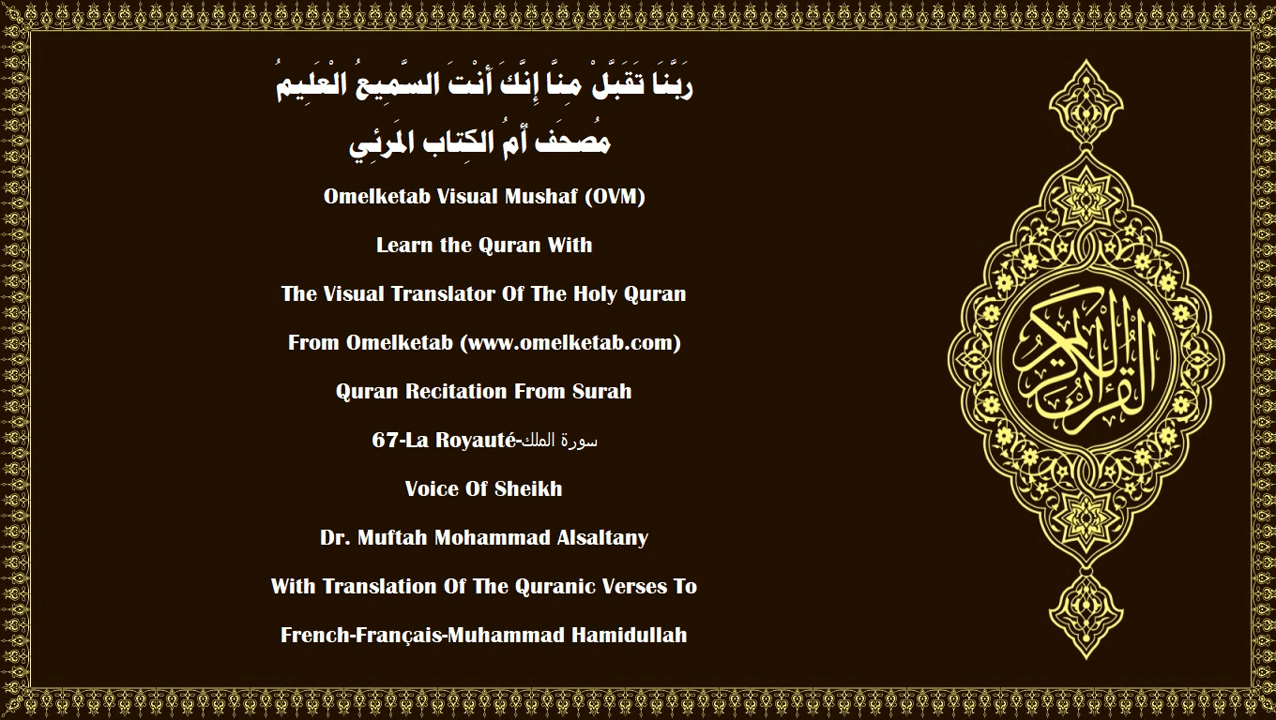 رَبَّنَا تَقَبَّلْ مِنَّا إِنَّكَ أَنْتَ السَّمِيعُ الْعَلِيمُ
مُصحَف أمُ الكِتاب المَرئِي
Omelketab Visual Mushaf (OVM)
Learn the Quran With
The Visual Translator Of The Holy Quran
From Omelketab (www.omelketab.com)
Quran Recitation From Surah
67-La Royauté-سورة الملك
Voice Of Sheikh
Dr. Muftah Mohammad Alsaltany
With Translation Of The Quranic Verses To
French-Français-Muhammad Hamidullah
القرآن الكريم